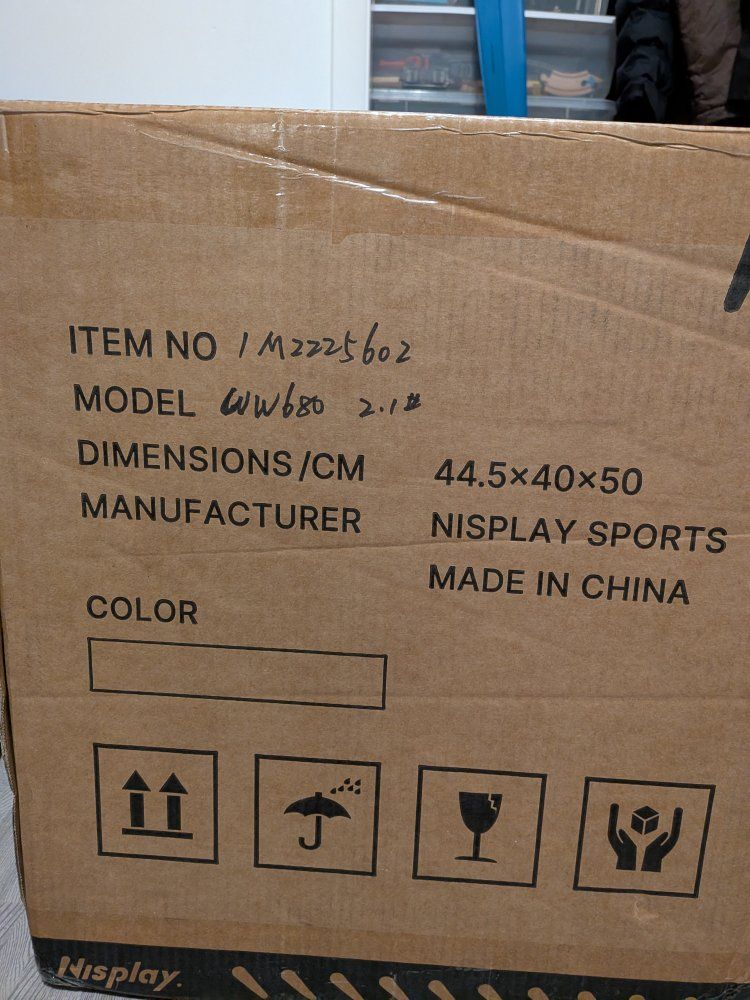 ITEM NO 1M2225602
MODEL WW680 2.1#
DIMENSIONS/CM 44.5×40×50
MANUFACTURER NISPLAY SPORTS
MADE IN CHINA
COLOR
Nisplay.